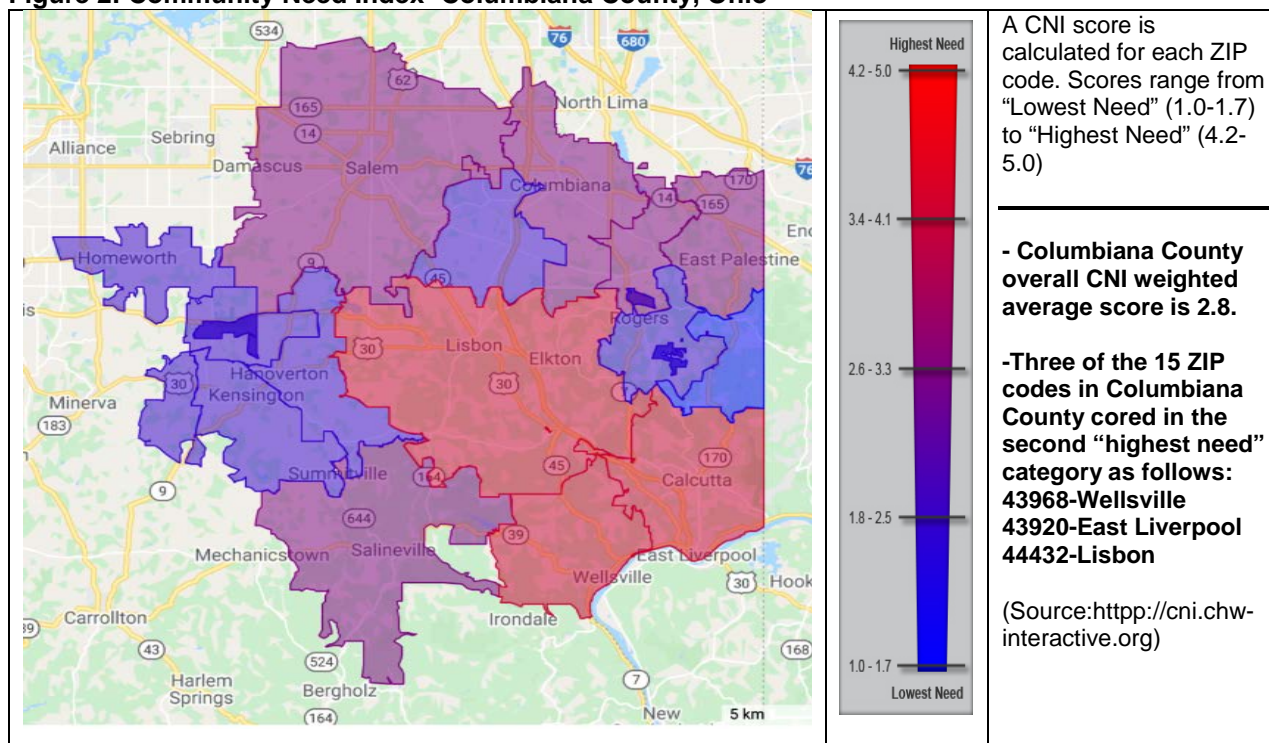 Figure 2: Community Need Index- Columbiana County, Ohio
534
76
680
62
165
North Lima
14
Sebring
Alliance
Damascus
Salem
76
Columbiana
170
14
165
En
East Palestine
Homeworth
9
45
is
Rogers
30
Lisbon
Elkton
30
Hanoverton
30
Kensington
7
Minerva
183
170
45
Calcutta
Summitville
164
9
644
39
Mechanicstown
Salineville
East Liverpool
Wellsville
30
Hook
Irondale
Carrollton
39
43
168
524
Harlem
Springs
7
Bergholz
164
New
5 km
Highest Need
4.2 - 5.0
3.4 - 4.1
2.6 - 3.3
1.8 - 2.5
1.0 - 1.7
Lowest Need
A CNI score is
calculated for each ZIP
code. Scores range from
“Lowest Need” (1.0-1.7)
to “Highest Need” (4.2-
5.0)
- Columbiana County
overall CNI weighted
average score is 2.8.
-Three of the 15 ZIP
codes in Columbiana
County cored in the
second “highest need”
category as follows:
43968-Wellsville
43920-East Liverpool
44432-Lisbon
(Source:httpp://cni.chw-
interactive.org)